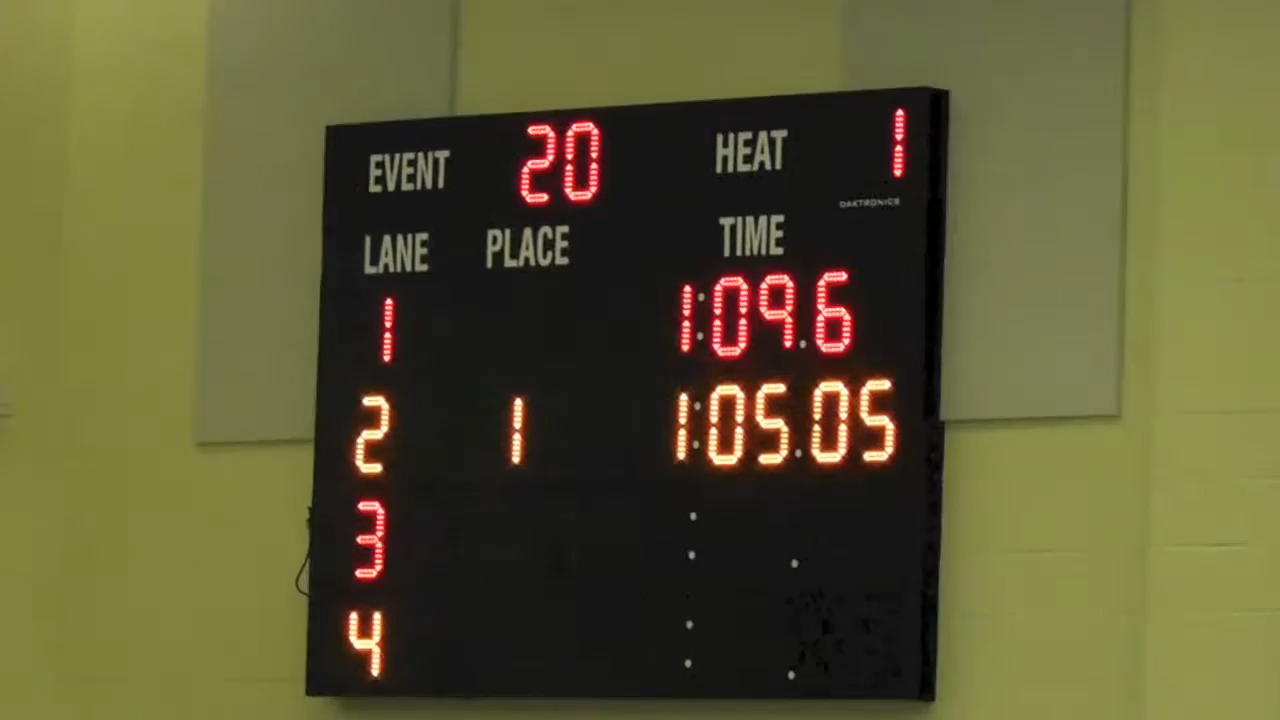 EVENT 20 HEAT 1
DAKTRONICS
LANE PLACE TIME
1 1:09.6
2 1 1:05.05
3
4